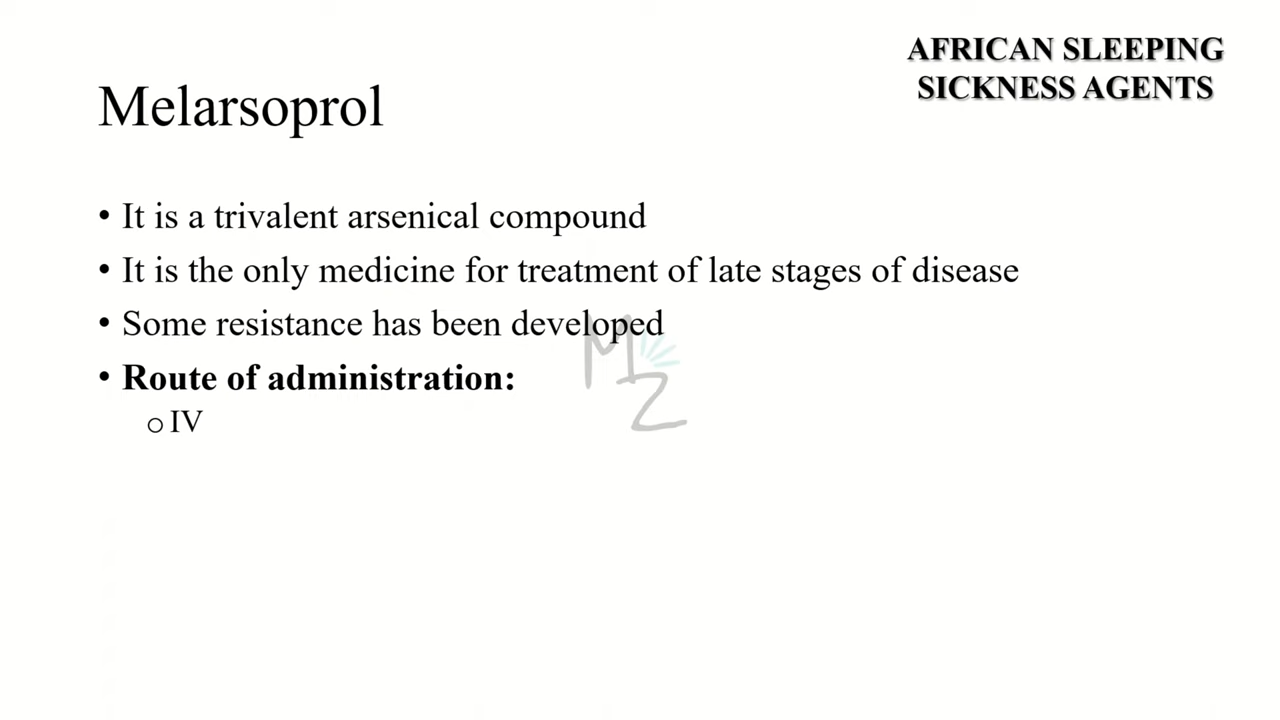 AFRICAN SLEEPING
SICKNESS AGENTS
Melarsoprol
• It is a trivalent arsenical compound
• It is the only medicine for treatment of late stages of disease
• Some resistance has been developed
• Route of administration:
o IV
MZ